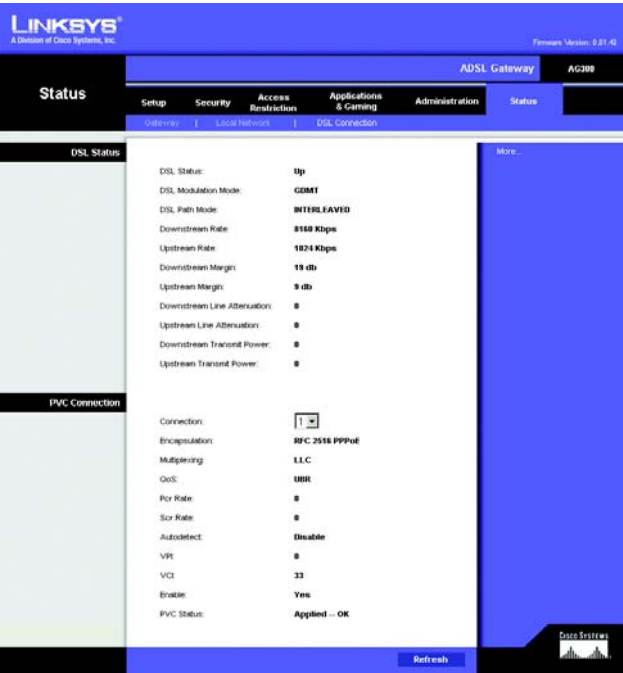 LINKSYS®
A Division of Cisco Systems, Inc.
Firmware Version: 0.01.42
ADSL Gateway AG300
Status
Setup Security Access Restriction Applications & Gaming Administration Status
Gateway | Local Network | DSL Connection
DSL Status
More...
DSL Status: Up
DSL Modulation Mode: GDMT
DSL Path Mode: INTERLEAVED
Downstream Rate: 8160 Kbps
Upstream Rate: 1024 Kbps
Downstream Margin: 19 db
Upstream Margin: 9 db
Downstream Line Attenuation: 0
Upstream Line Attenuation: 0
Downstream Transmit Power: 0
Upstream Transmit Power: 0
PVC Connection
Connection: 1
Encapsulation: RFC 2516 PPPoE
Multiplexing: LLC
QoS: UBR
Pcr Rate: 0
Scr Rate: 0
Autodetect: Disable
VPI: 0
VCI: 33
Enable: Yes
PVC Status: Applied -- OK
Refresh
CISCO SYSTEMS